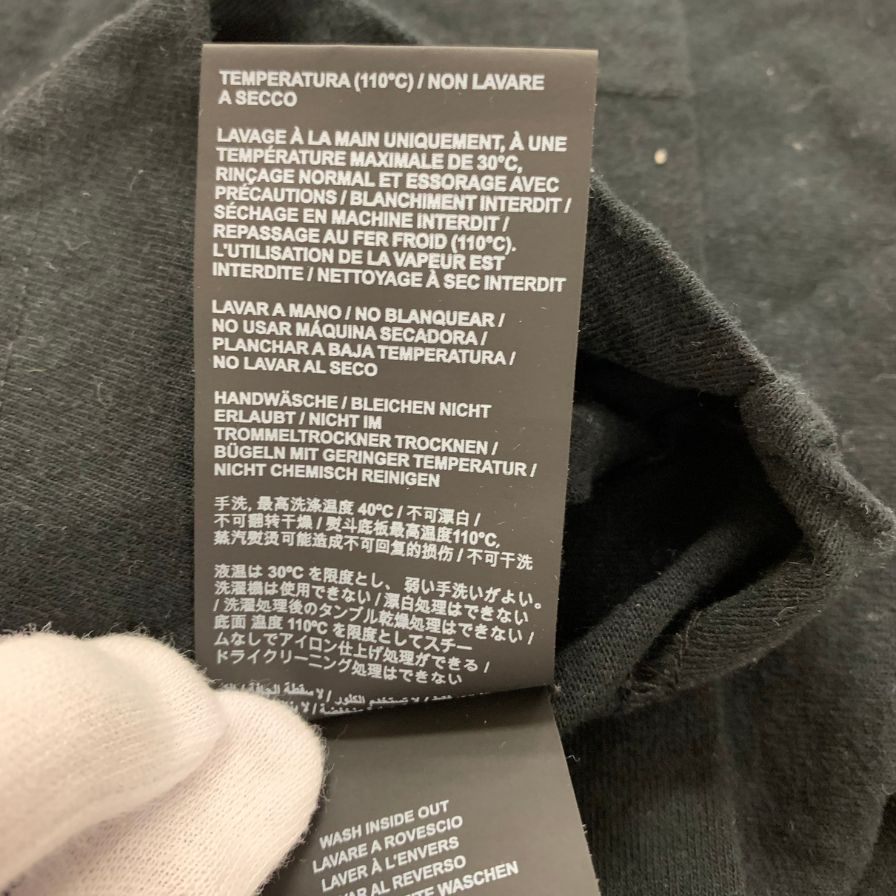 TEMPERATURA (110°C) / NON LAVARE
A SECCO
LAVAGE À LA MAIN UNIQUEMENT, À UNE
TEMPÉRATURE MAXIMALE DE 30°C,
RINÇAGE NORMAL ET ESSORAGE AVEC
PRÉCAUTIONS / BLANCHIMENT INTERDIT /
SÉCHAGE EN MACHINE INTERDIT /
REPASSAGE AU FER FROID (110°C).
L'UTILISATION DE LA VAPEUR EST
INTERDITE / NETTOYAGE À SEC INTERDIT
LAVAR A MANO / NO BLANQUEAR /
NO USAR MÁQUINA SECADORA /
PLANCHAR A BAJA TEMPERATURA /
NO LAVAR AL SECO
HANDWÄSCHE / BLEICHEN NICHT
ERLAUBT / NICHT IM
TROMMELTROCKNER TROCKNEN /
BÜGELN MIT GERINGER TEMPERATUR /
NICHT CHEMISCH REINIGEN
手洗, 最高洗涤温度 40°C / 不可漂白 /
不可翻转干燥 / 熨斗底板最高温度110°C,
蒸汽熨烫可能造成不可回复的损伤 / 不可干洗
液温は 30°C を限度とし、弱い手洗いがよい。
洗濯機は使用できない / 漂白処理はできない
/ 洗濯処理後のタンブル乾燥処理はできない /
底面 温度 110°C を限度としてスチー
ムなしでアイロン仕上げ処理ができる /
ドライクリーニング処理はできない
لا تستخدم الكلور /
WASH INSIDE OUT
LAVARE A ROVESCIO
LAVER À L'ENVERS
AL REVERSO
WASCHEN